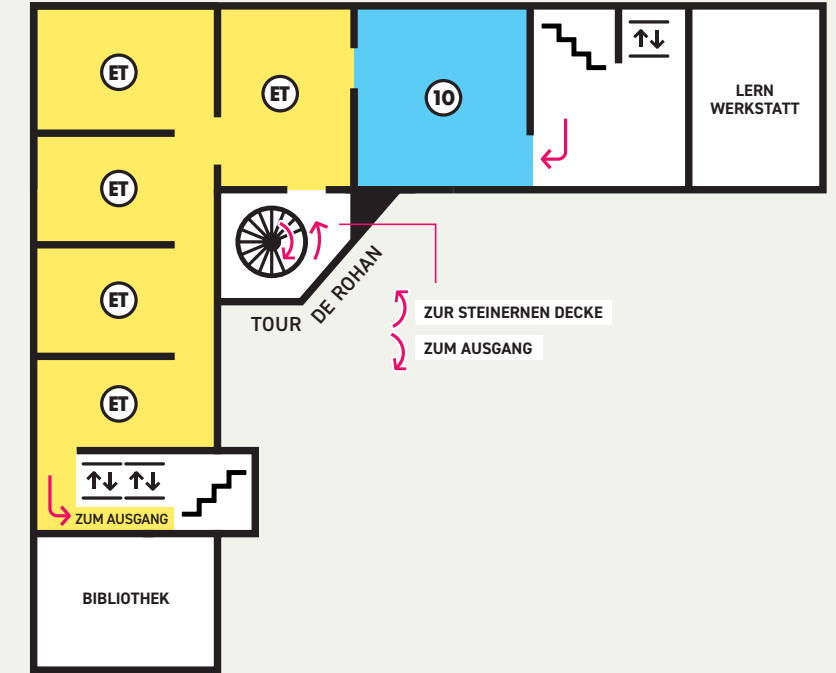 ET
ET
10
LERN
WERKSTATT
ET
TOUR DE ROHAN
ZUR STEINERNEN DECKE
ZUM AUSGANG
ET
ET
ZUM AUSGANG
BIBLIOTHEK